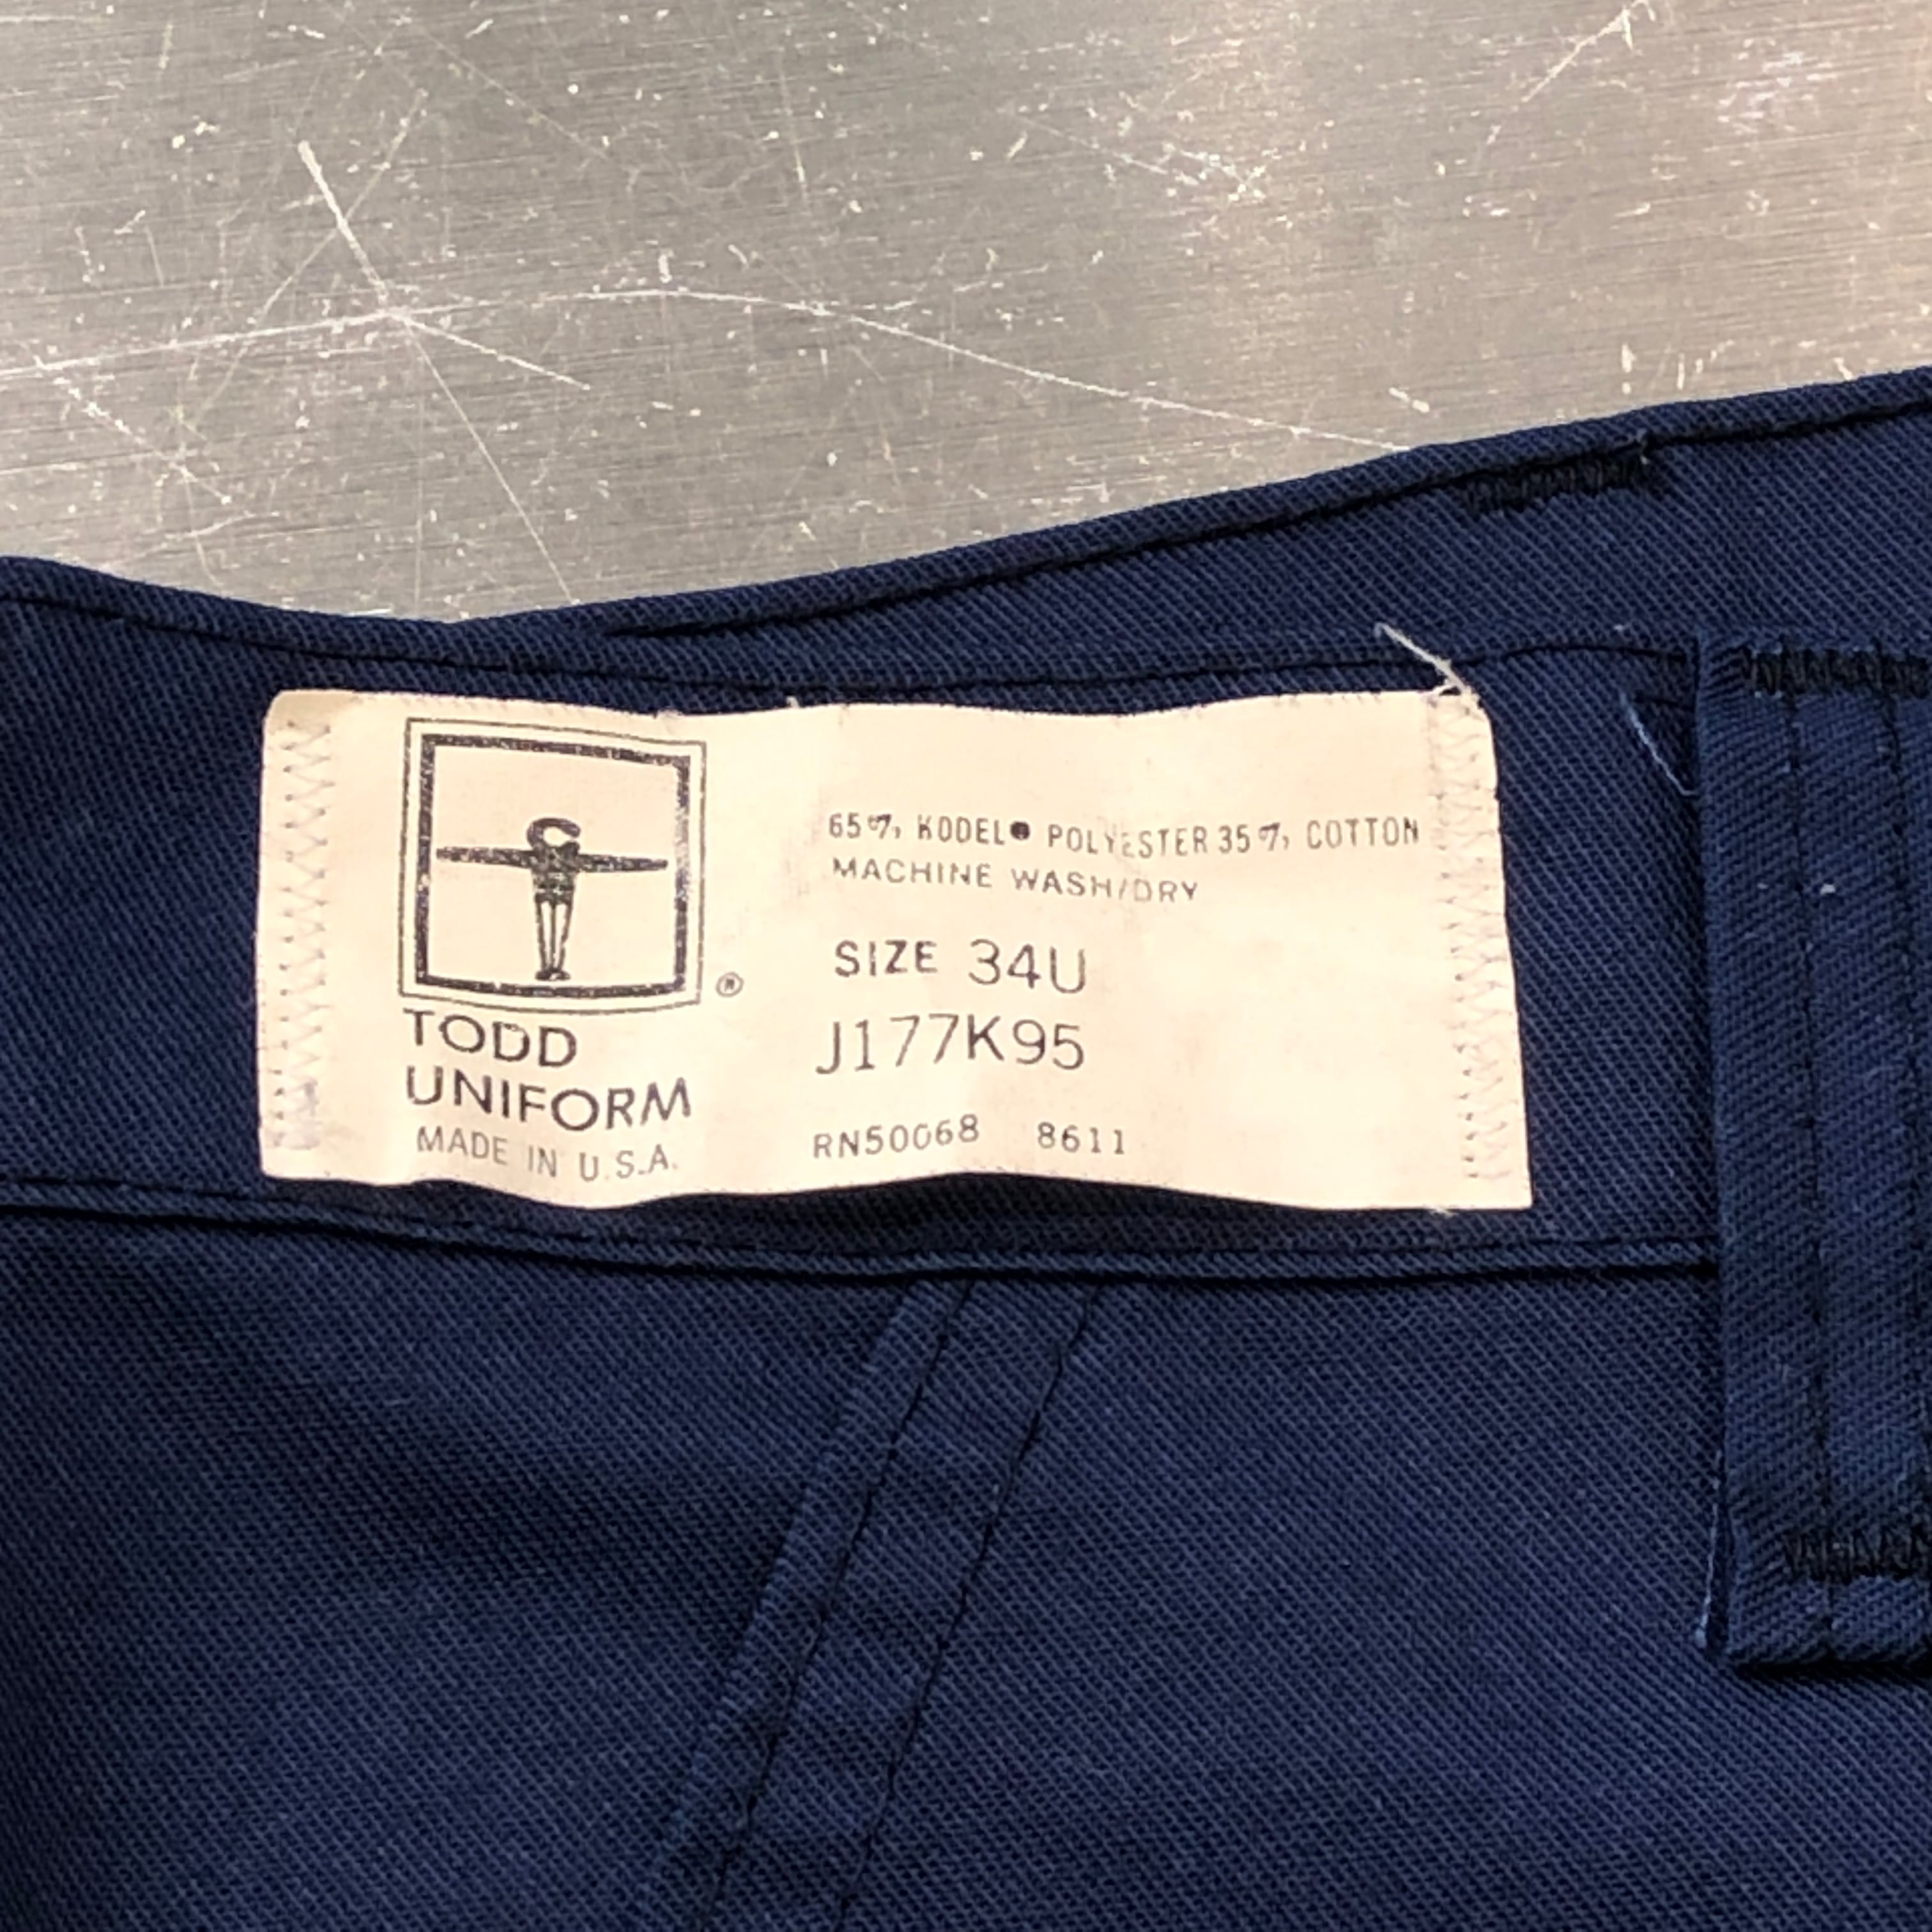 ®
TODD
UNIFORM
MADE IN U.S.A.
65% KODEL® POLYESTER 35% COTTON
MACHINE WASH/DRY
SIZE 34U
J177K95
RN50068 8611